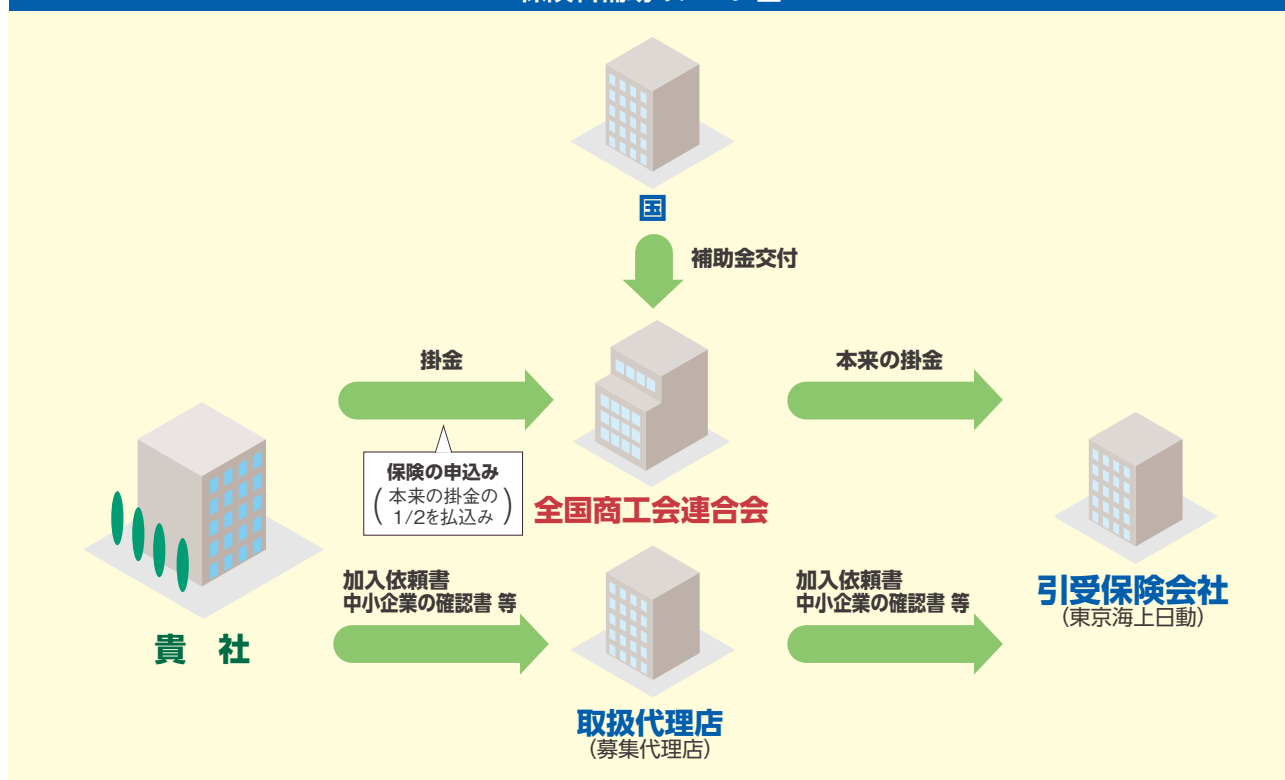 国
補助金交付
掛金
本来の掛金
保険の申込み
(本来の掛金の
1/2を払込み)
全国商工会連合会
加入依頼書
中小企業の確認書 等
加入依頼書
中小企業の確認書 等
貴 社
引受保険会社
(東京海上日動)
取扱代理店
(募集代理店)